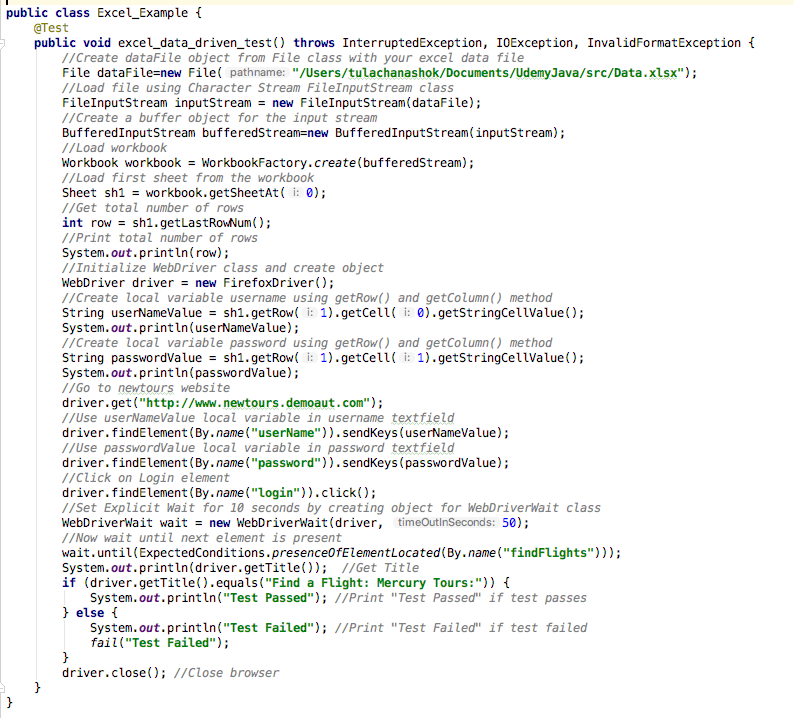 public class Excel_Example {
@Test
public void excel_data_driven_test() throws InterruptedException, IOException, InvalidFormatException {
//Create dataFile object from File class with your excel data file
File dataFile=new File( pathname: "/Users/tulachanashok/Documents/UdemyJava/src/Data.xlsx");
//Load file using Character Stream FileInputStream class
FileInputStream inputStream = new FileInputStream(dataFile);
//Create a buffer object for the input stream
BufferedInputStream bufferedStream=new BufferedInputStream(inputStream);
//Load workbook
Workbook workbook = WorkbookFactory.create(bufferedStream);
//Load first sheet from the workbook
Sheet sh1 = workbook.getSheetAt( i: 0);
//Get total number of rows
int row = sh1.getLastRowNum();
//Print total number of rows
System.out.println(row);
//Initialize WebDriver class and create object
WebDriver driver = new FirefoxDriver();
//Create local variable username using getRow() and getColumn() method
String userNameValue = sh1.getRow( i: 1).getCell( i: 0).getStringCellValue();
System.out.println(userNameValue);
//Create local variable password using getRow() and getColumn() method
String passwordValue = sh1.getRow( i: 1).getCell( i: 1).getStringCellValue();
System.out.println(passwordValue);
//Go to newtours website
driver.get("http://www.newtours.demoaut.com");
//Use userNameValue local variable in username textfield
driver.findElement(By.name("userName")).sendKeys(userNameValue);
//Use passwordValue local variable in password textfield
driver.findElement(By.name("password")).sendKeys(passwordValue);
//Click on Login element
driver.findElement(By.name("login")).click();
//Set Explicit Wait for 10 seconds by creating object for WebDriverWait class
WebDriverWait wait = new WebDriverWait(driver, timeOutInSeconds: 50);
//Now wait until next element is present
wait.until(ExpectedConditions.presenceOfElementLocated(By.name("findFlights")));
System.out.println(driver.getTitle()); //Get Title
if (driver.getTitle().equals("Find a Flight: Mercury Tours:")) {
System.out.println("Test Passed"); //Print "Test Passed" if test passes
} else {
System.out.println("Test Failed"); //Print "Test Failed" if test failed
fail("Test Failed");
}
driver.close(); //Close browser
}
}